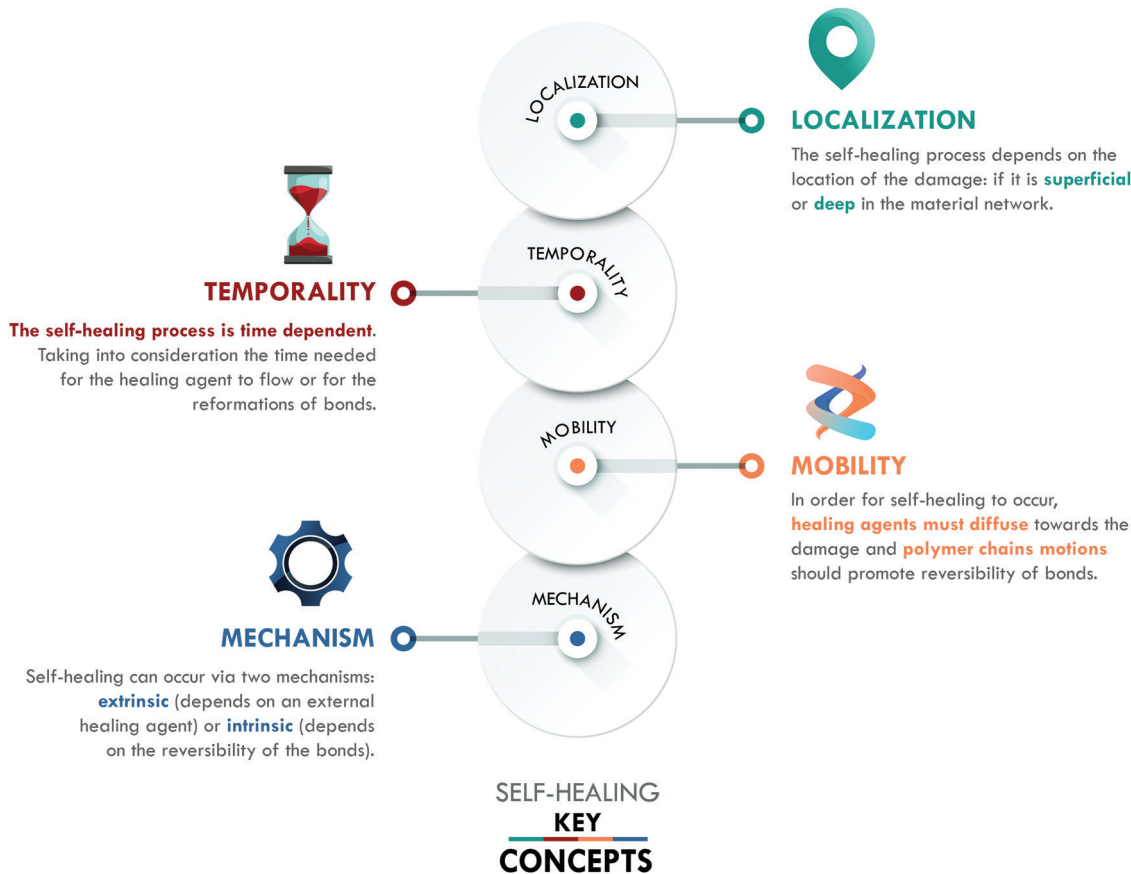 LOCALIZATION
LOCALIZATION
The self-healing process depends on the
location of the damage: if it is superficial
or deep in the material network.
TEMPORALITY
TEMPORALITY
The self-healing process is time dependent.
Taking into consideration the time needed
for the healing agent to flow or for the
reformations of bonds.
MOBILITY
MOBILITY
In order for self-healing to occur,
healing agents must diffuse towards the
damage and polymer chains motions
should promote reversibility of bonds.
MECHANISM
MECHANISM
Self-healing can occur via two mechanisms:
extrinsic (depends on an external
healing agent) or intrinsic (depends
on the reversibility of the bonds).
SELF-HEALING
KEY
CONCEPTS